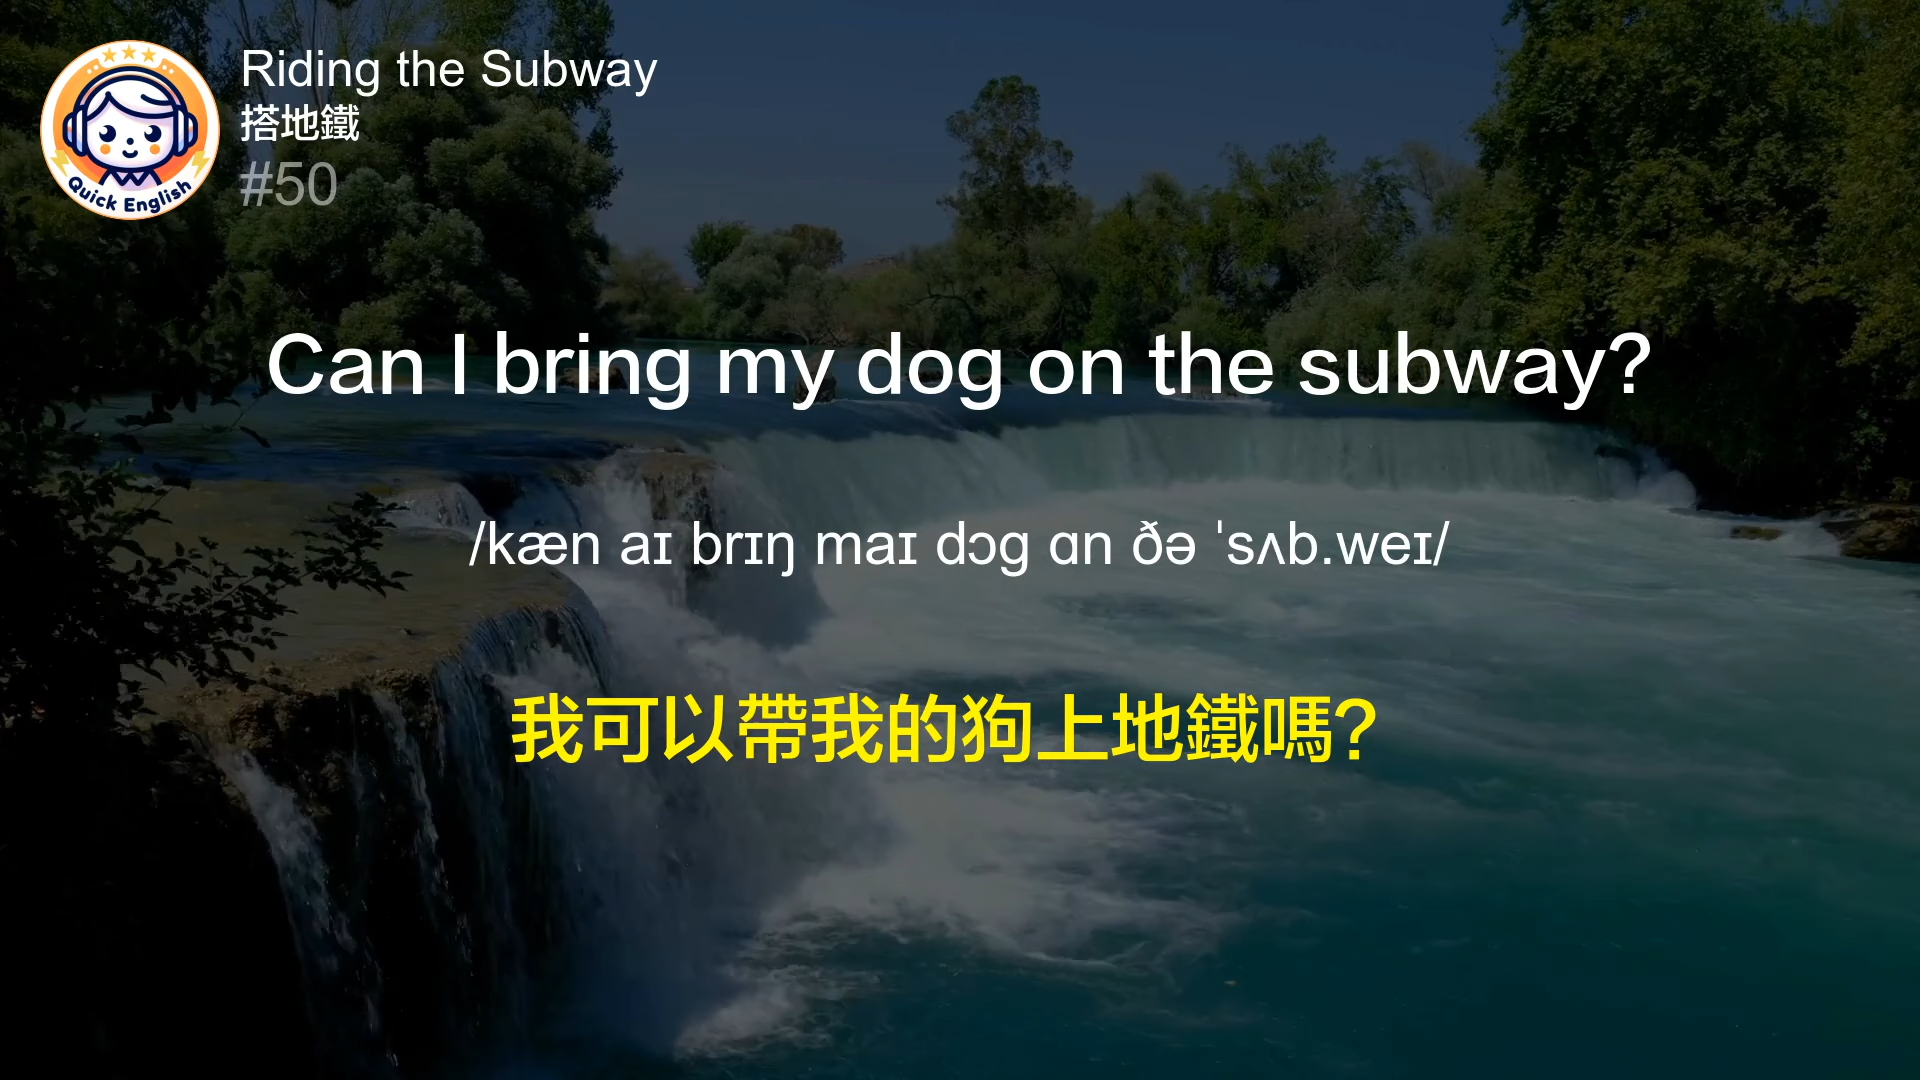 Riding the Subway
搭地鐵
#50
Quick English
Can I bring my dog on the subway?
/kæn aɪ brɪŋ maɪ dɔg ɑn ðə ˈsʌb.weɪ/
我可以帶我的狗上地鐵嗎?